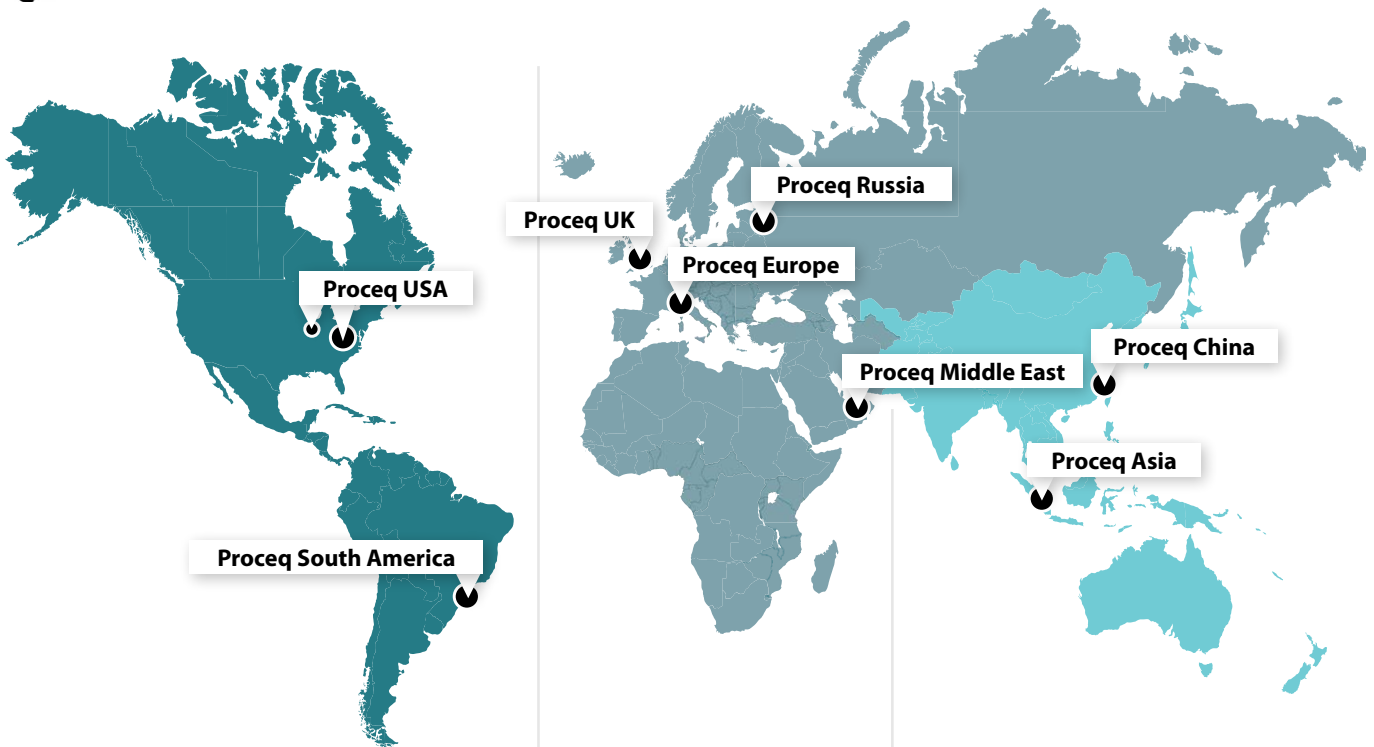 Proceq Russia
Proceq UK
Proceq Europe
Proceq USA
Proceq China
Proceq Middle East
Proceq Asia
Proceq South America